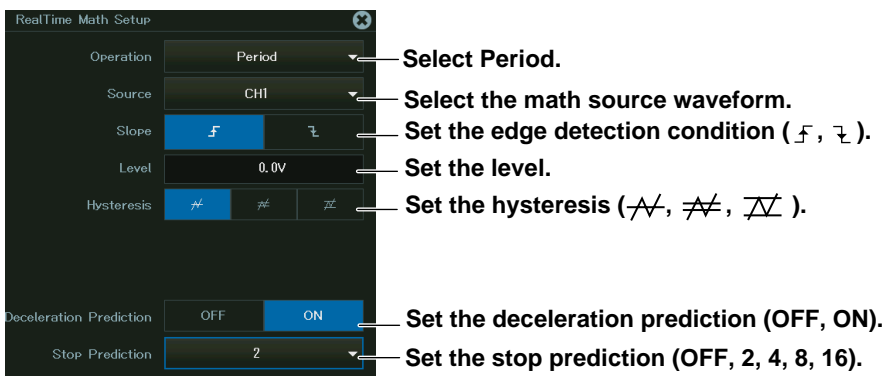 RealTime Math Setup
Operation Period Select Period.
Source CH1 Select the math source waveform.
Slope Set the edge detection condition ( , ).
Level 0.0V Set the level.
Hysteresis Set the hysteresis ( , , ).
Deceleration Prediction OFF ON Set the deceleration prediction (OFF, ON).
Stop Prediction 2 Set the stop prediction (OFF, 2, 4, 8, 16).